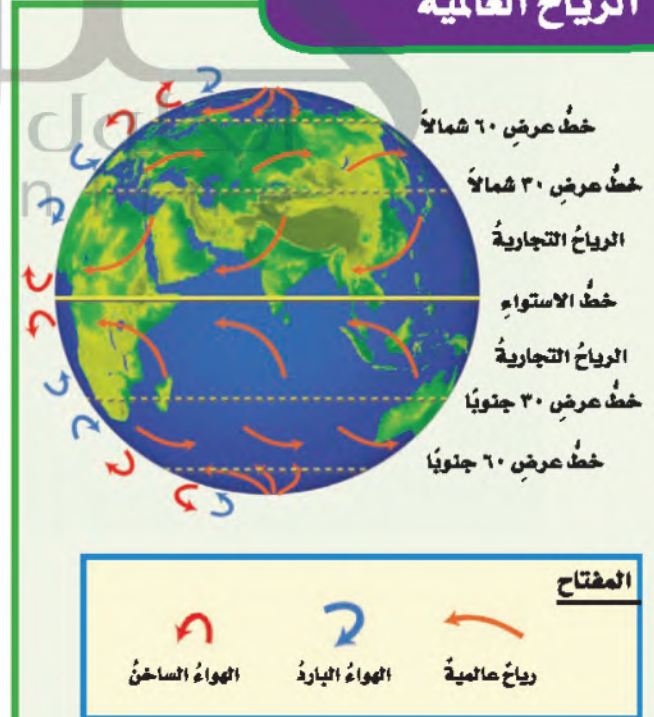 الرياح العالمية
خطُّ عرضِ ٦٠ شمالاً
خطُّ عرضِ ٣٠ شمالاً
الرياحُ التجاريةُ
خطُّ الاستواءِ
الرياحُ التجاريةُ
خطُّ عرضِ ٣٠ جنوبًا
خطُّ عرضِ ٦٠ جنوبًا
المفتاح
رياحٌ عالميةٌ
الهواءُ الباردُ
الهواءُ الساخنُ